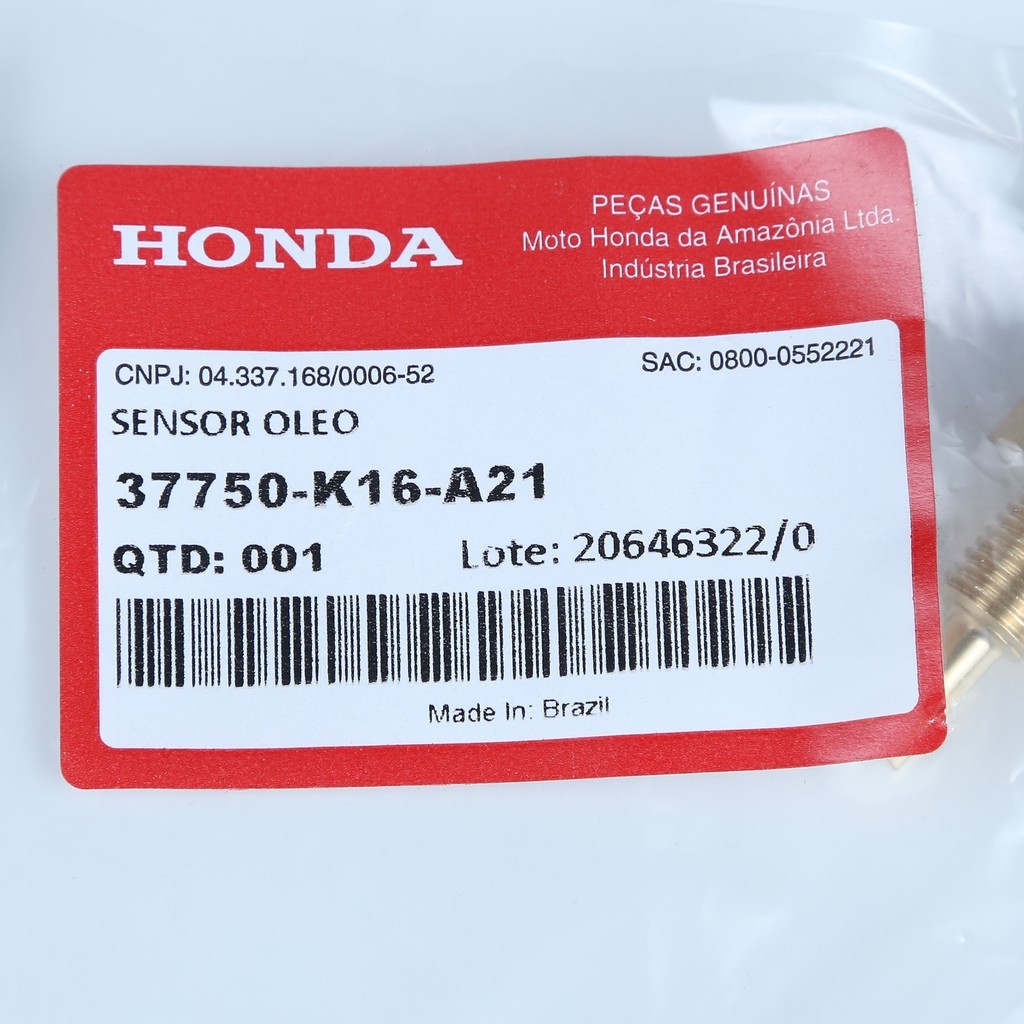 HONDA
PEÇAS GENUÍNAS
Moto Honda da Amazônia Ltda.
Indústria Brasileira
CNPJ: 04.337.168/0006-52
SAC: 0800-0552221
SENSOR OLEO
37750-K16-A21
QTD: 001
Lote: 20646322/0
Made In: Brazil